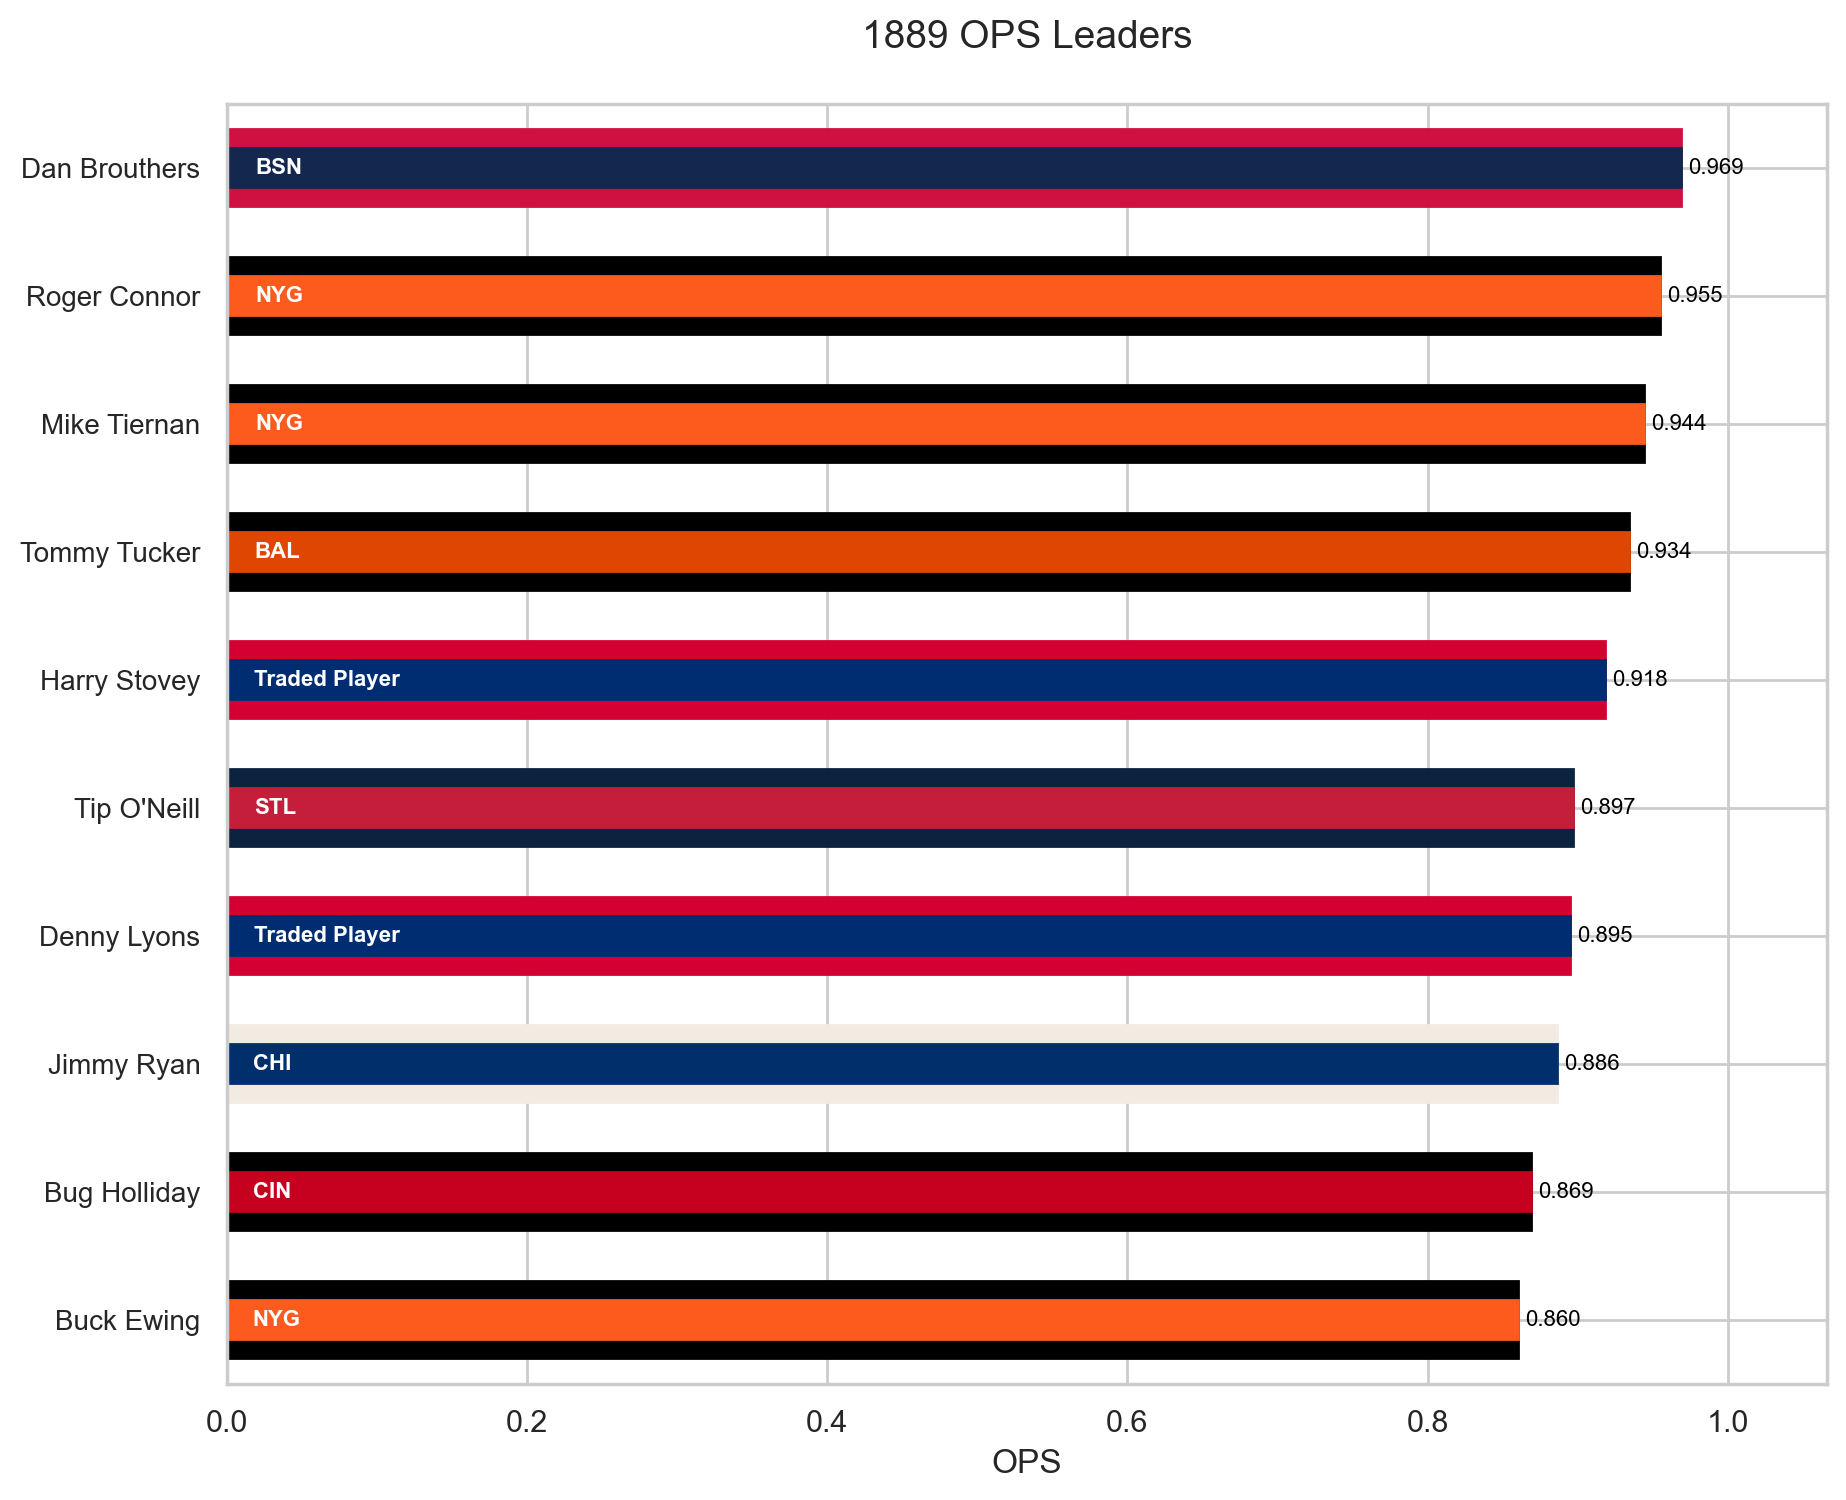 1889 OPS Leaders
Dan Brouthers
BSN
0.969
Roger Connor
NYG
0.955
Mike Tiernan
NYG
0.944
Tommy Tucker
BAL
0.934
Harry Stovey
Traded Player
0.918
Tip O'Neill
STL
0.897
Denny Lyons
Traded Player
0.895
Jimmy Ryan
CHI
0.886
Bug Holliday
CIN
0.869
Buck Ewing
NYG
0.860
0.0 0.2 0.4 0.6 0.8 1.0
OPS